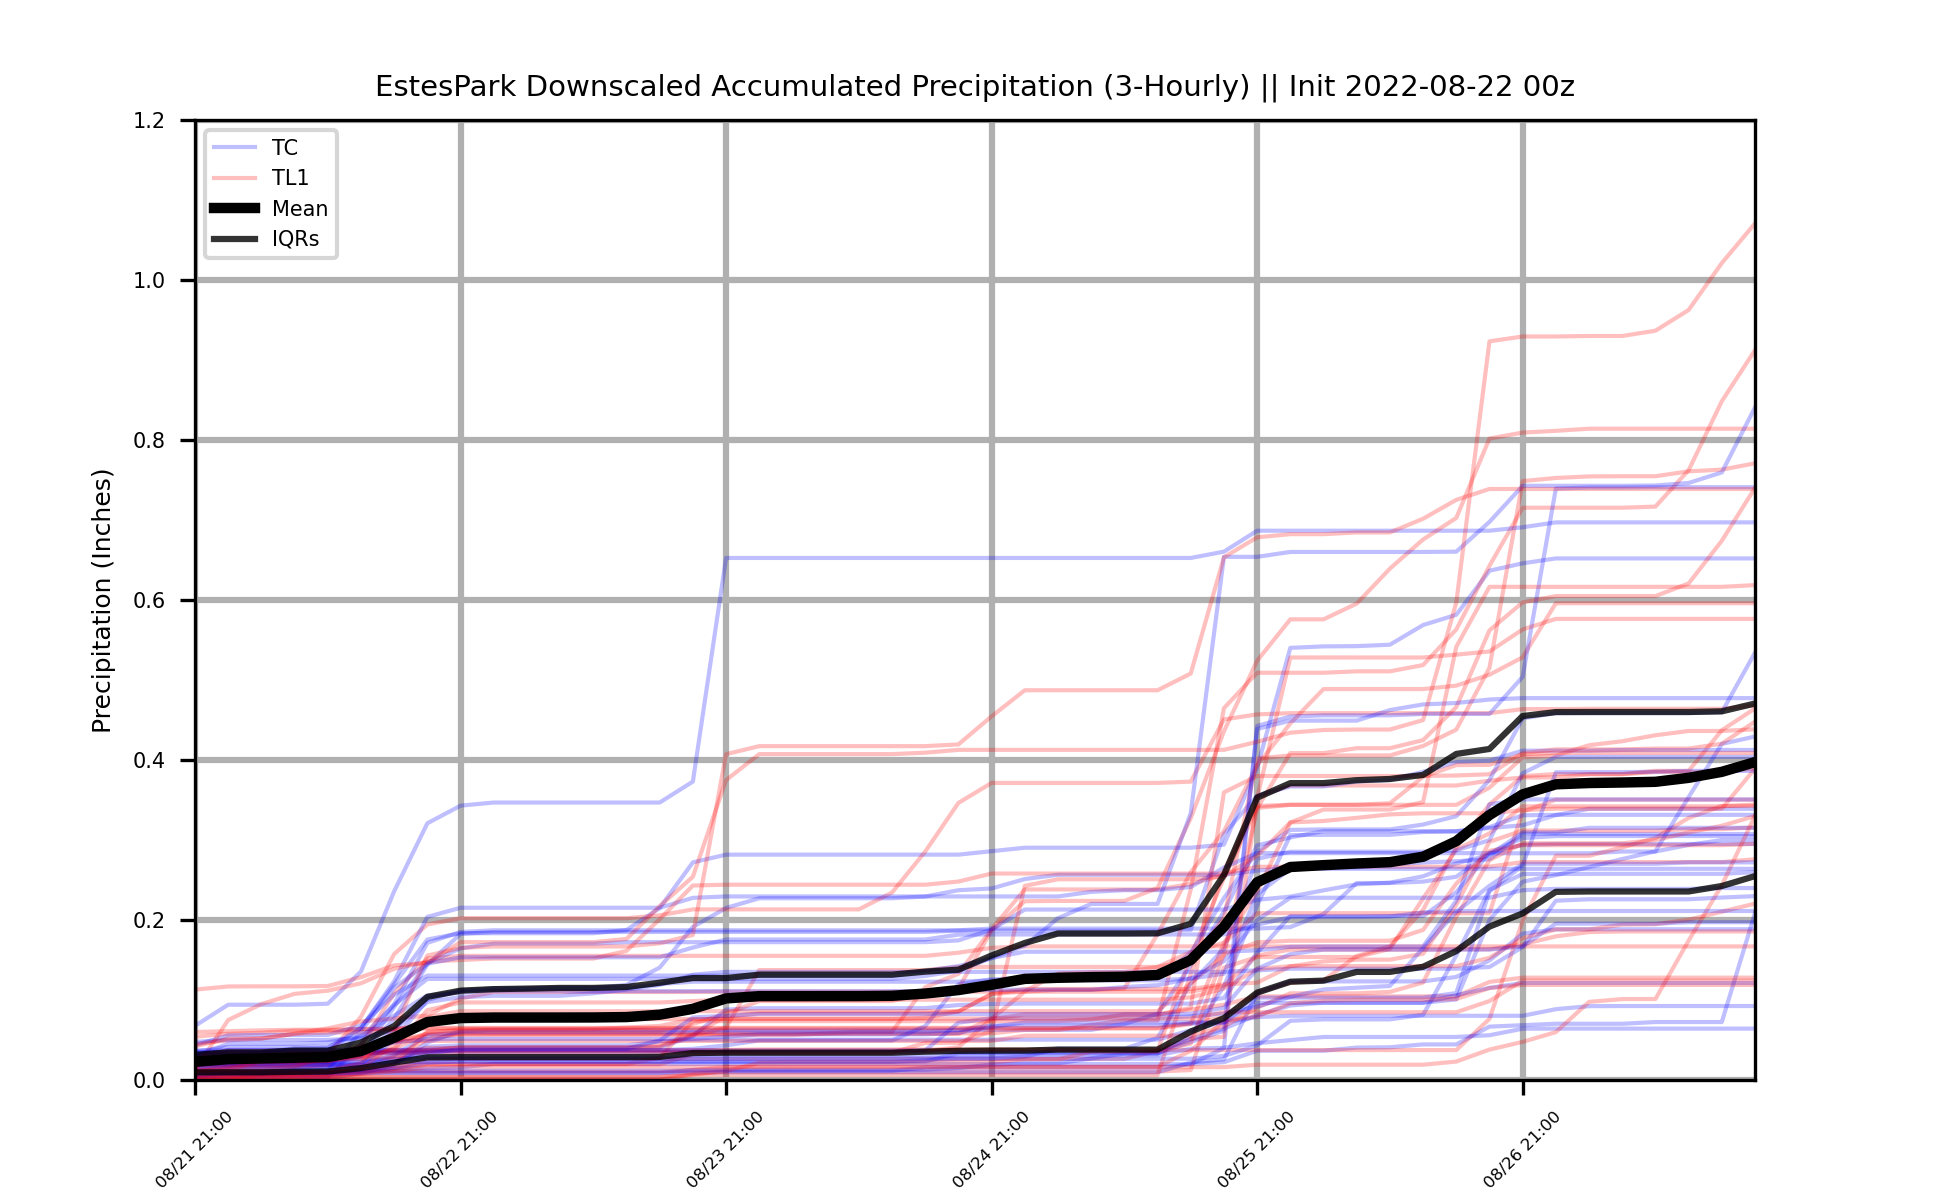 EstesPark Downscaled Accumulated Precipitation (3-Hourly) || Init 2022-08-22 00z
TC
TL1
Mean
IQRs
Precipitation (Inches)
1.2
1.0
0.8
0.6
0.4
0.2
0.0
08/21 21:00
08/22 21:00
08/23 21:00
08/24 21:00
08/25 21:00
08/26 21:00